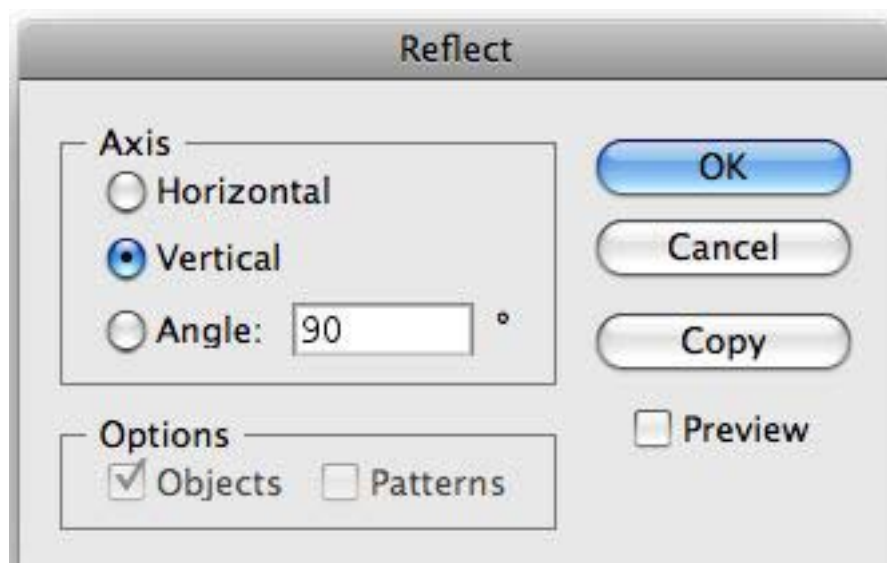 Reflect
Axis
Horizontal
Vertical
Angle: 90 °
OK
Cancel
Copy
Preview
Options
Objects Patterns